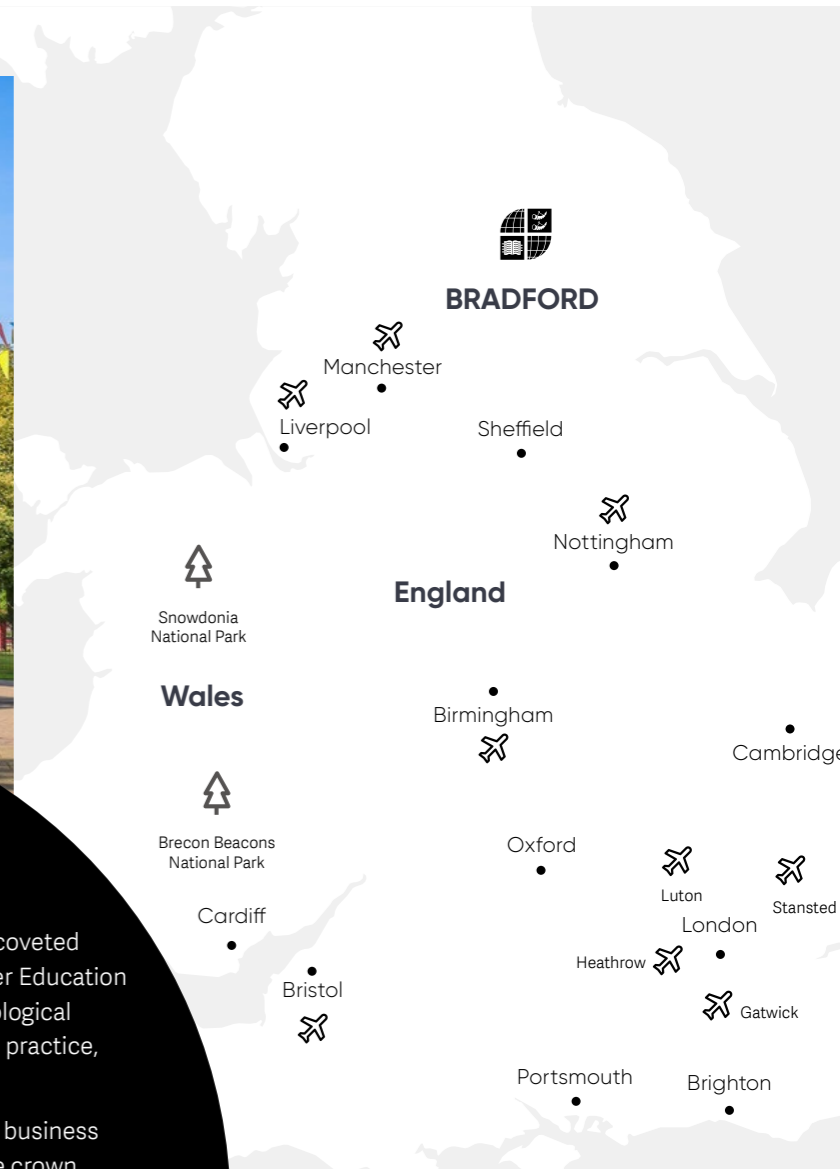 BRADFORD
Manchester
Liverpool
Sheffield
Nottingham
England
Snowdonia
National Park
Wales
Birmingham
Cambridge
Brecon Beacons
National Park
Oxford
Luton
Stansted
Cardiff
London
Heathrow
Bristol
Gatwick
Portsmouth
Brighton
coveted
er Education
ological
practice,
business
e crown